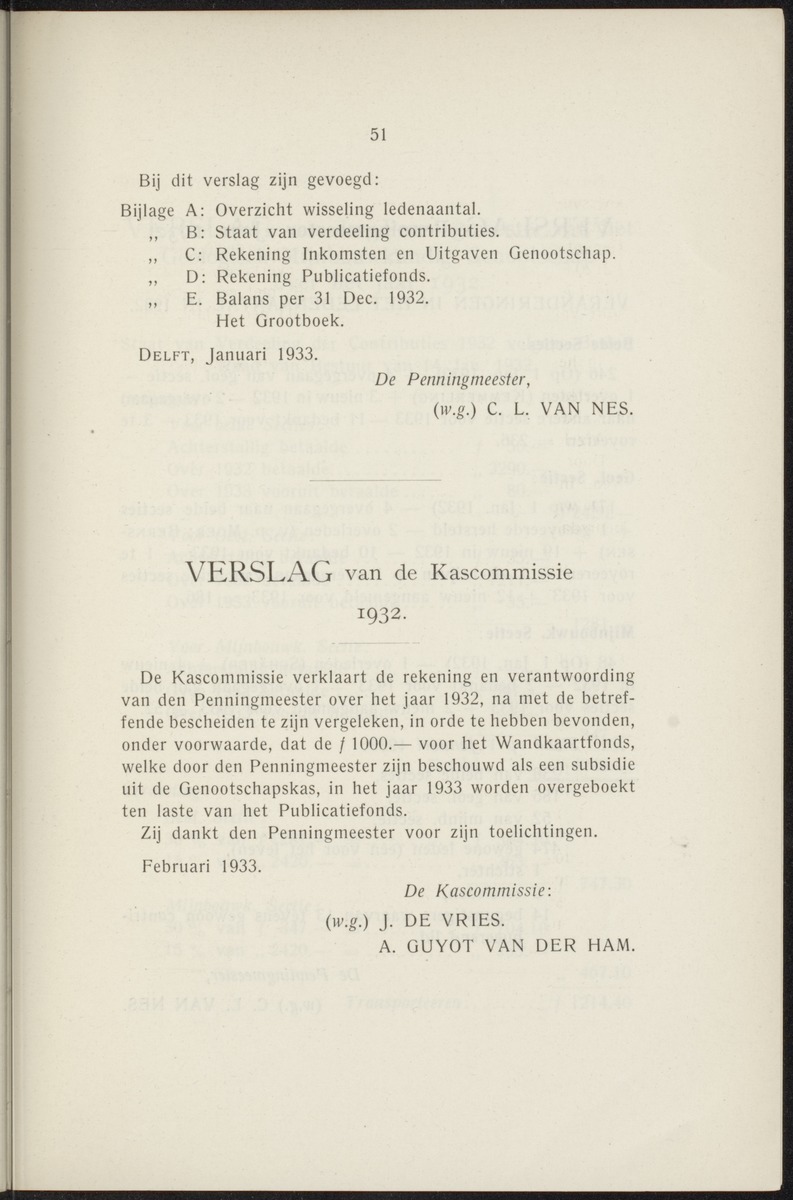 51
Bij dit verslag zijn gevoegd:
Bijlage A: Overzicht wisseling ledenaantal.
„ B: Staat van verdeeling contributies.
„ C: Rekening Inkomsten en Uitgaven Genootschap.
„ D: Rekening Publicatiefonds.
„ E. Balans per 31 Dec. 1932.
Het Grootboek.
DELFT, Januari 1933.
De Penningmeester,
(w.g.) C. L. VAN NES.
VERSLAG van de Kascommissie
1932.
De Kascommissie verklaart de rekening en verantwoording
van den Penningmeester over het jaar 1932, na met de betref-
fende bescheiden te zijn vergeleken, in orde te hebben bevonden,
onder voorwaarde, dat de ƒ 1000.— voor het Wandkaartfonds,
welke door den Penningmeester zijn beschouwd als een subsidie
uit de Genootschapskas, in het jaar 1933 worden overgeboekt
ten laste van het Publicatiefonds.
Zij dankt den Penningmeester voor zijn toelichtingen.
Februari 1933.
De Kascommissie:
(w.g.) J. DE VRIES.
A. GUYOT VAN DER HAM.